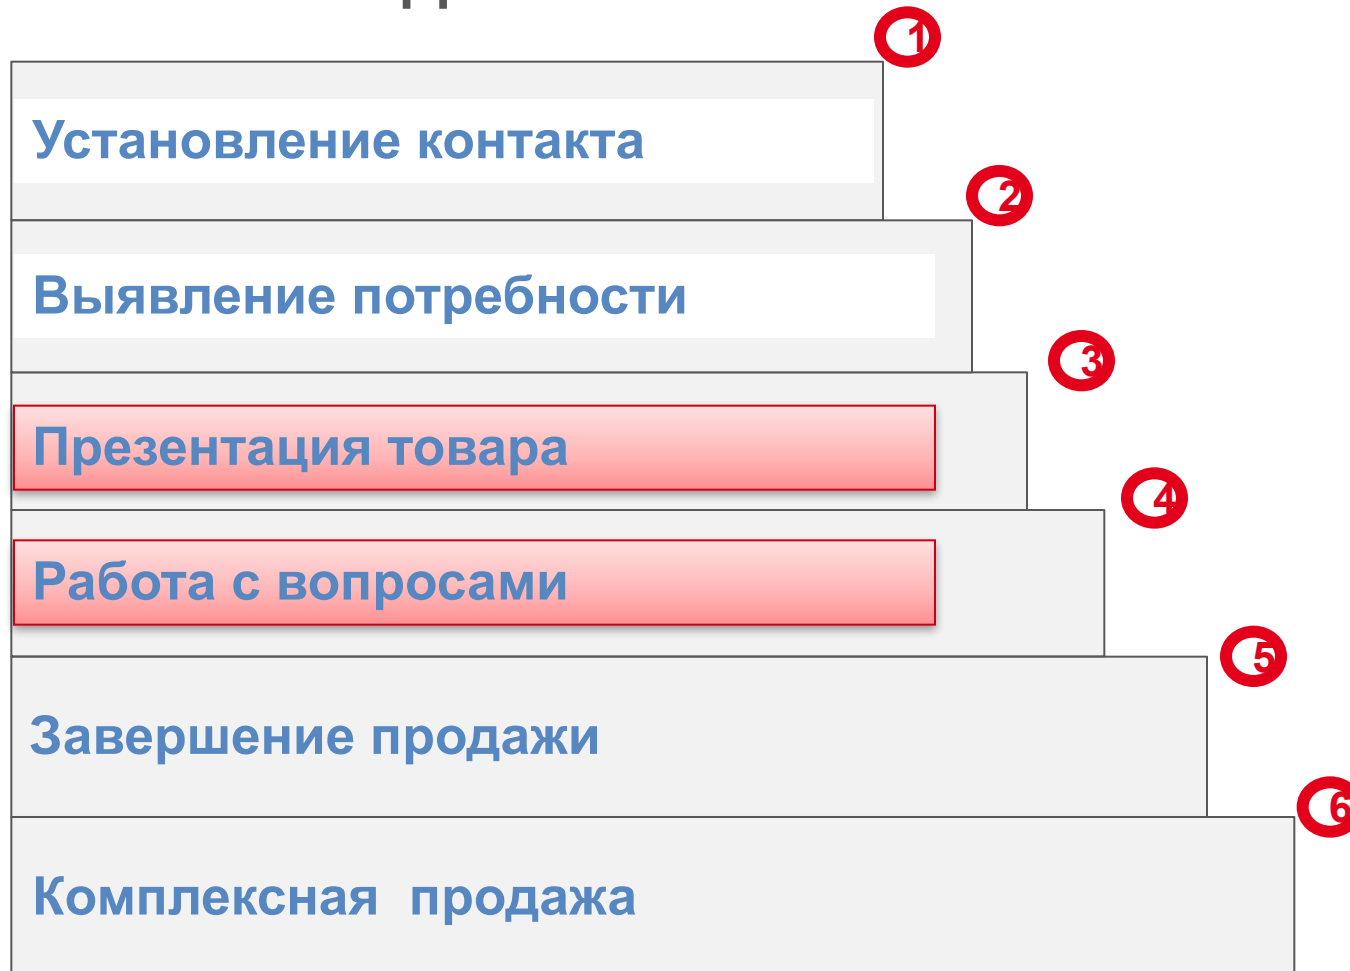 1
Установление контакта
2
Выявление потребности
3
Презентация товара
4
Работа с вопросами
5
Завершение продажи
6
Комплексная продажа